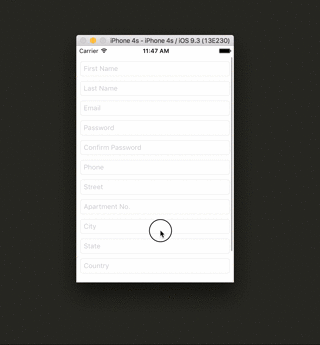 iPhone 4s - iPhone 4s / iOS 9.3 (13E230)
Carrier 11:47 AM
First Name
Last Name
Email
Password
Confirm Password
Phone
Street
Apartment No.
City
State
Country